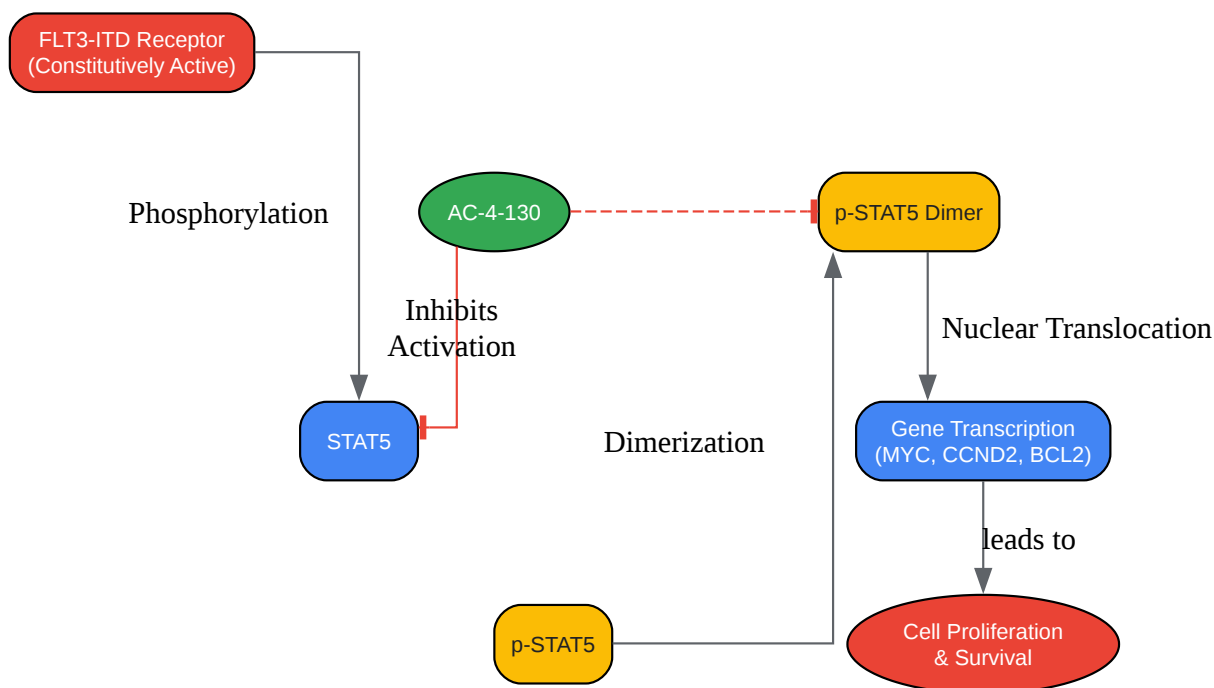 FLT3-ITD Receptor
(Constitutively Active)
Phosphorylation
AC-4-130
p-STAT5 Dimer
Inhibits
Activation
Nuclear Translocation
STAT5
Dimerization
Gene Transcription
(MYC, CCND2, BCL2)
leads to
p-STAT5
Cell Proliferation
& Survival